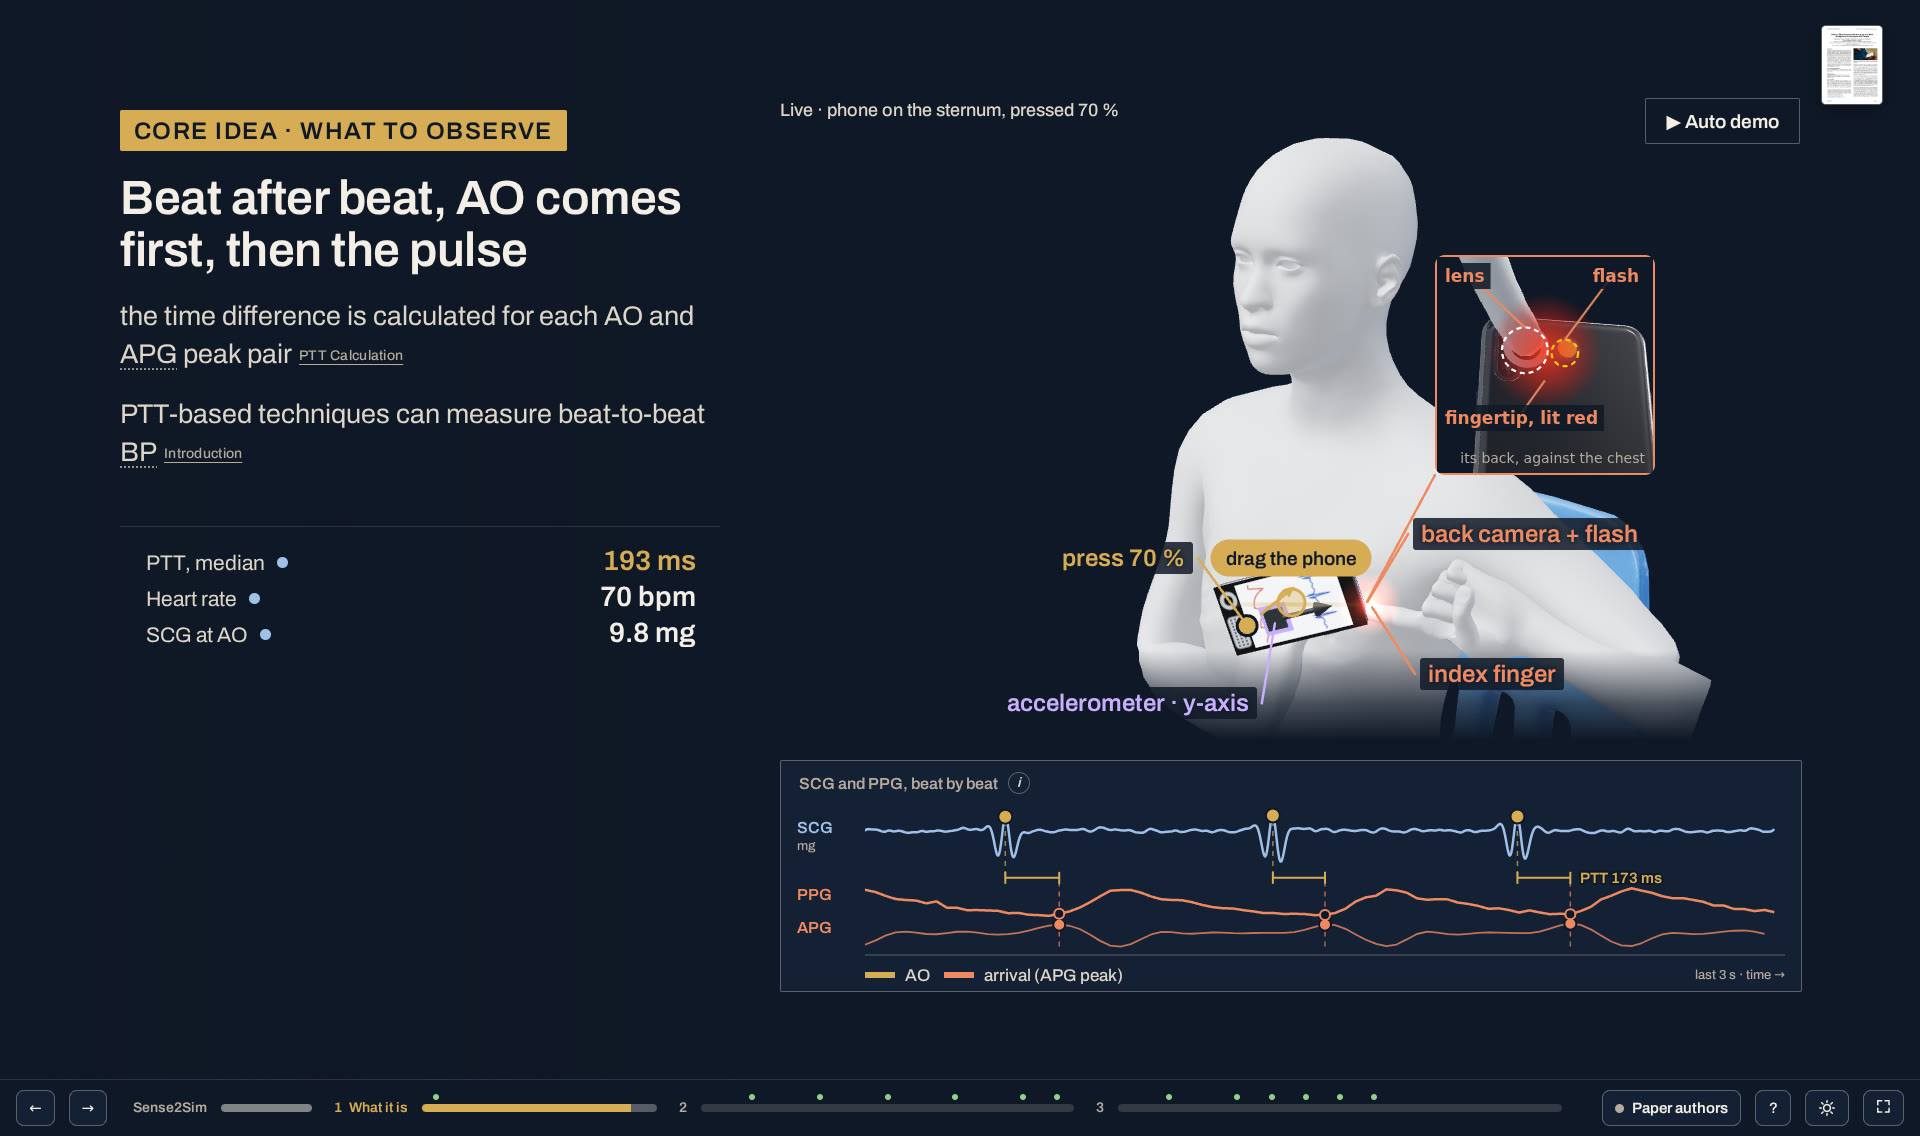 CORE IDEA · WHAT TO OBSERVE
Beat after beat, AO comes
first, then the pulse
the time difference is calculated for each AO and
APG peak pair PTT Calculation
PTT-based techniques can measure beat-to-beat
BP Introduction
PTT, median 193 ms
Heart rate 70 bpm
SCG at AO 9.8 mg
Live · phone on the sternum, pressed 70 %
▶ Auto demo
lens
flash
fingertip, lit red
its back, against the chest
back camera + flash
press 70 %
drag the phone
index finger
accelerometer · y-axis
SCG and PPG, beat by beat i
SCG
mg
PTT 173 ms
PPG
APG
AO arrival (APG peak)
last 3 s · time →
← → Sense2Sim 1 What it is 2 3 Paper authors ?